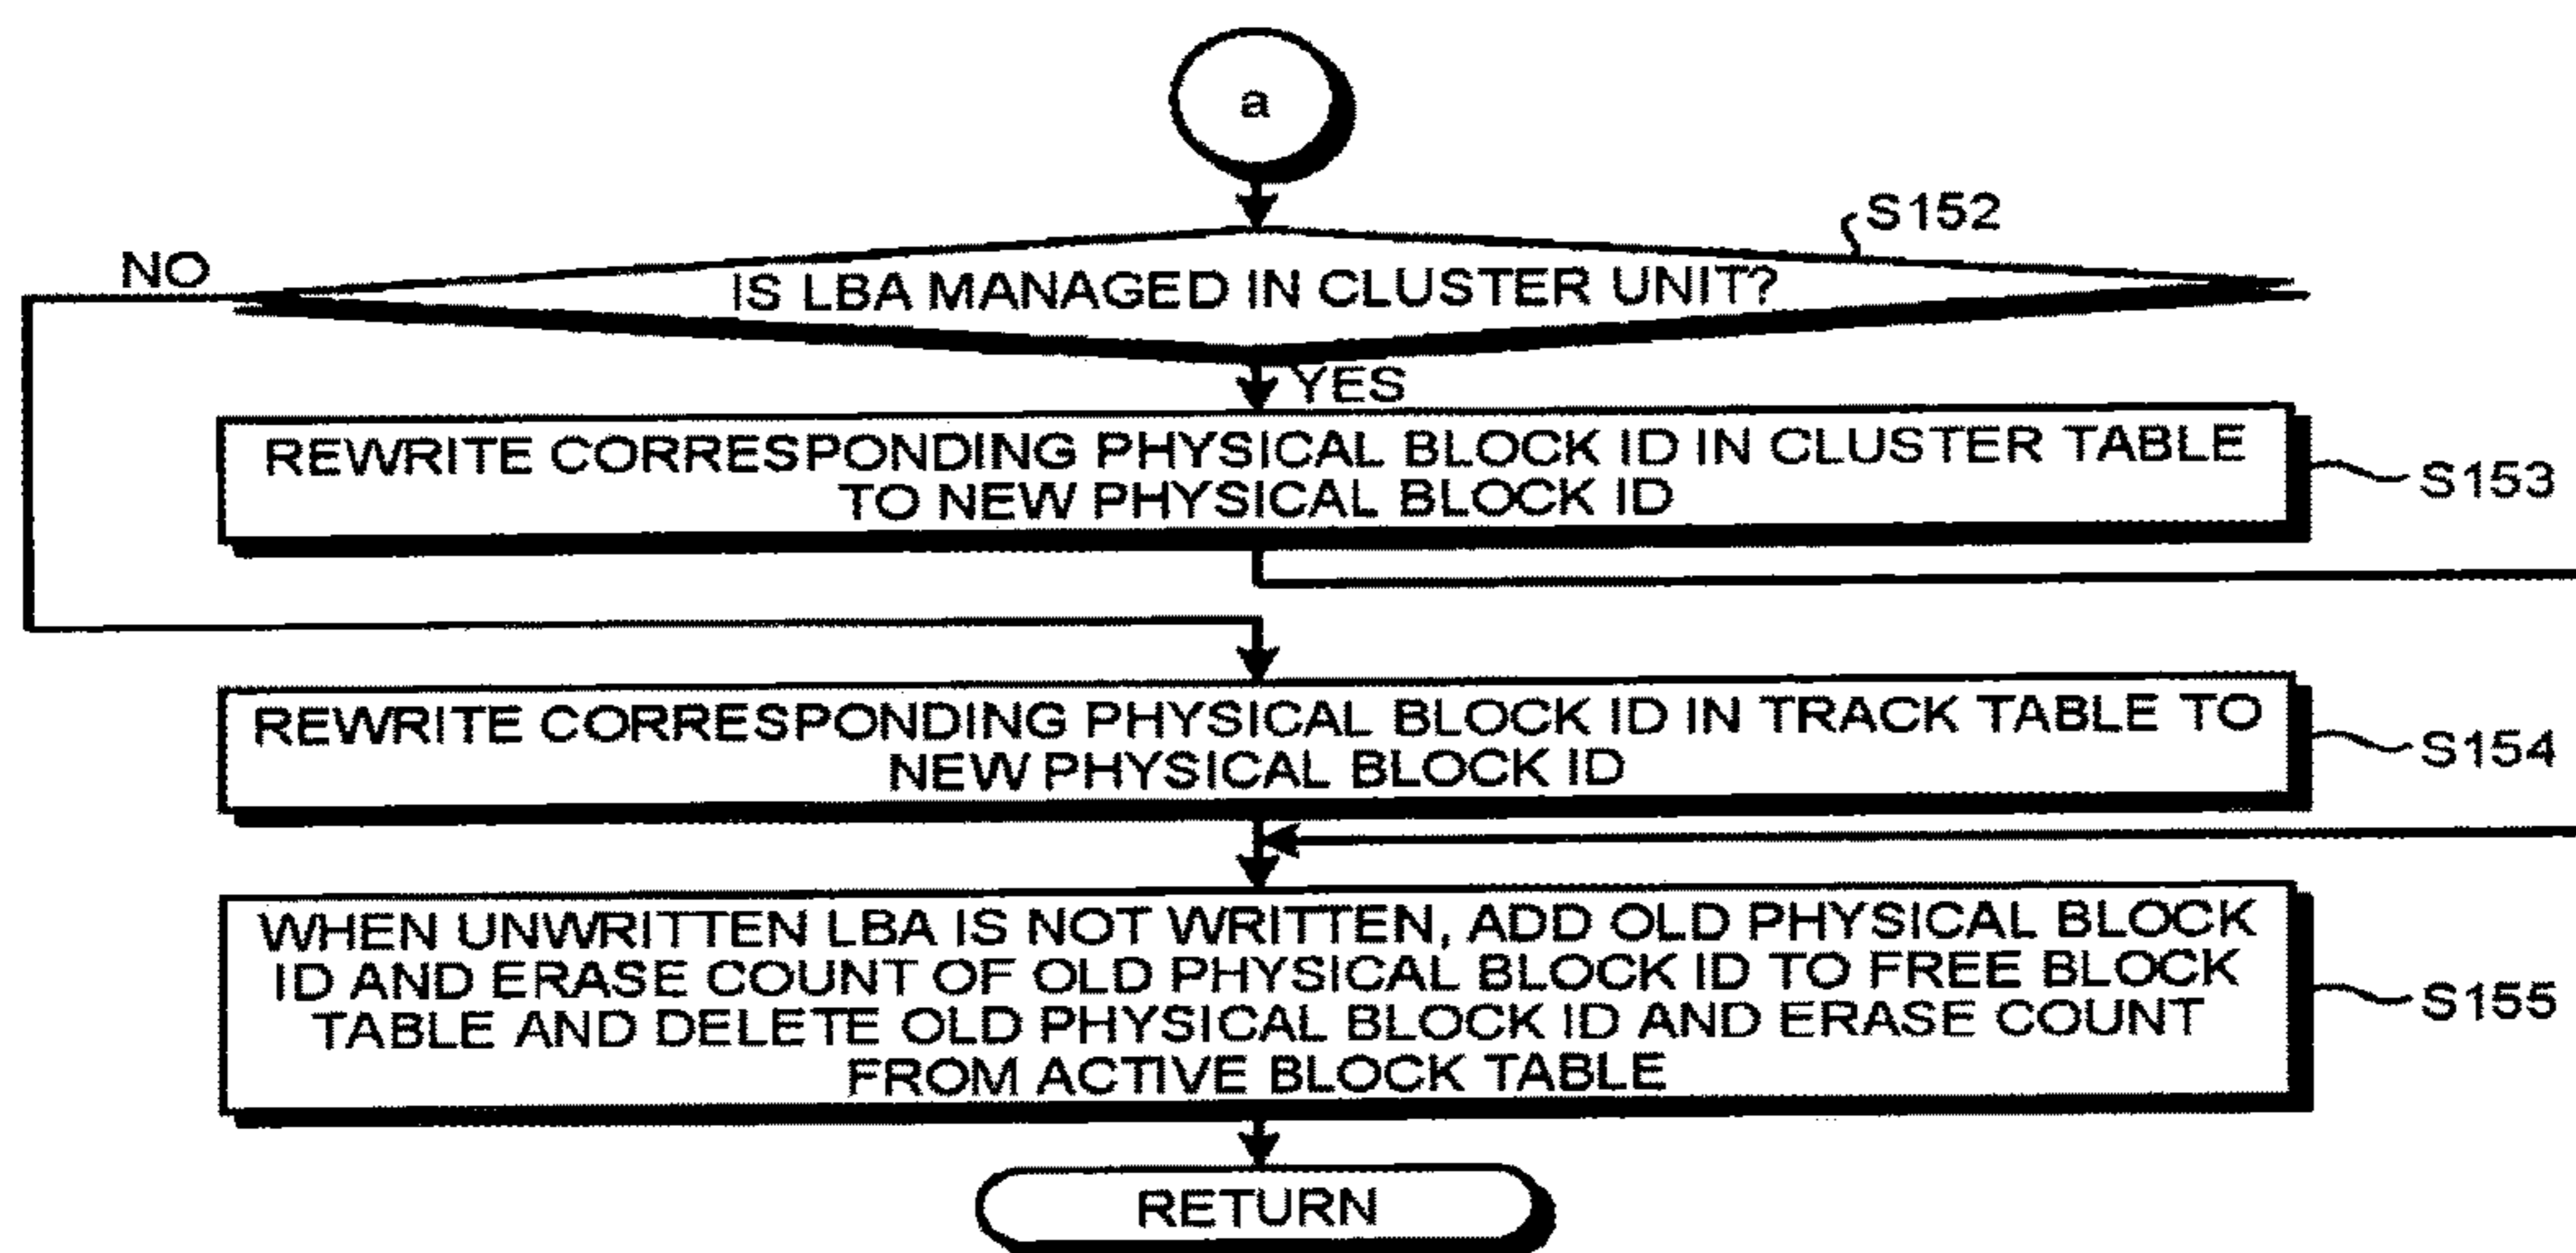 a
S152
NO
IS LBA MANAGED IN CLUSTER UNIT?
YES
REWRITE CORRESPONDING PHYSICAL BLOCK ID IN CLUSTER TABLE
TO NEW PHYSICAL BLOCK ID
S153
REWRITE CORRESPONDING PHYSICAL BLOCK ID IN TRACK TABLE TO
NEW PHYSICAL BLOCK ID
S154
WHEN UNWRITTEN LBA IS NOT WRITTEN, ADD OLD PHYSICAL BLOCK
ID AND ERASE COUNT OF OLD PHYSICAL BLOCK ID TO FREE BLOCK
TABLE AND DELETE OLD PHYSICAL BLOCK ID AND ERASE COUNT
FROM ACTIVE BLOCK TABLE
S155
RETURN